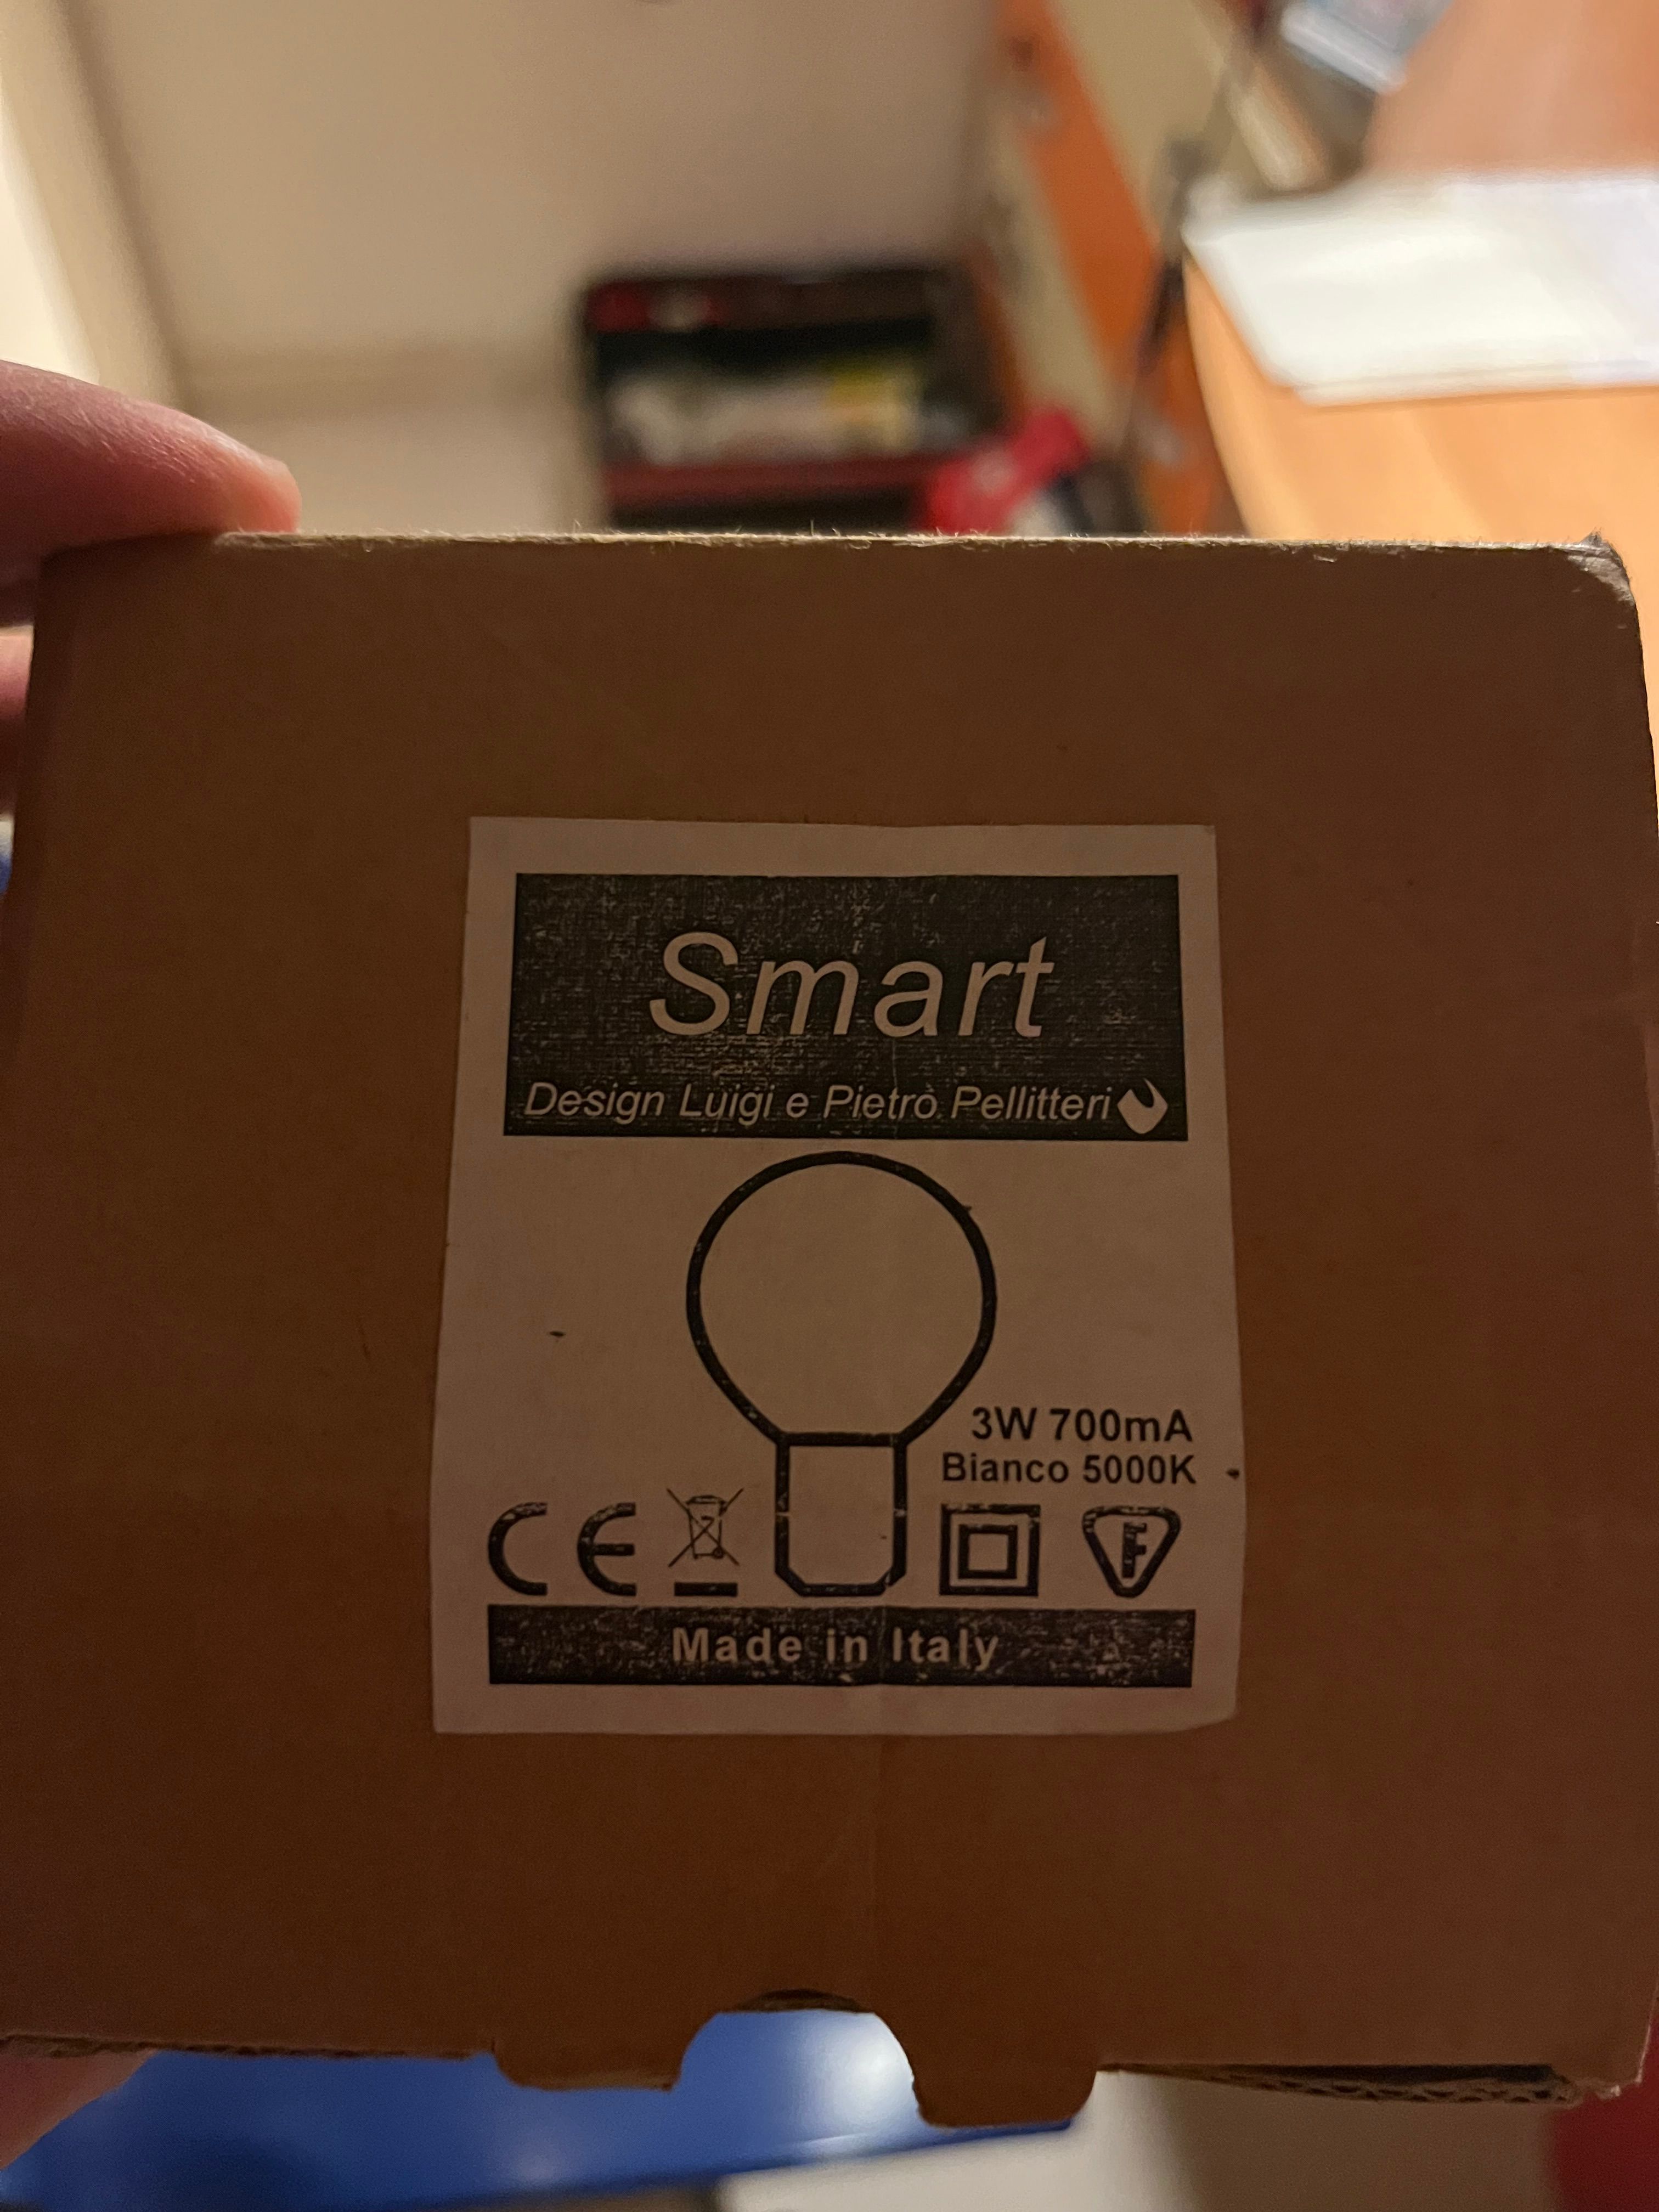 Smart
Design Luigi e Pietro Pellitteri
3W 700mA
Bianco 5000K
CE
F
Made in Italy